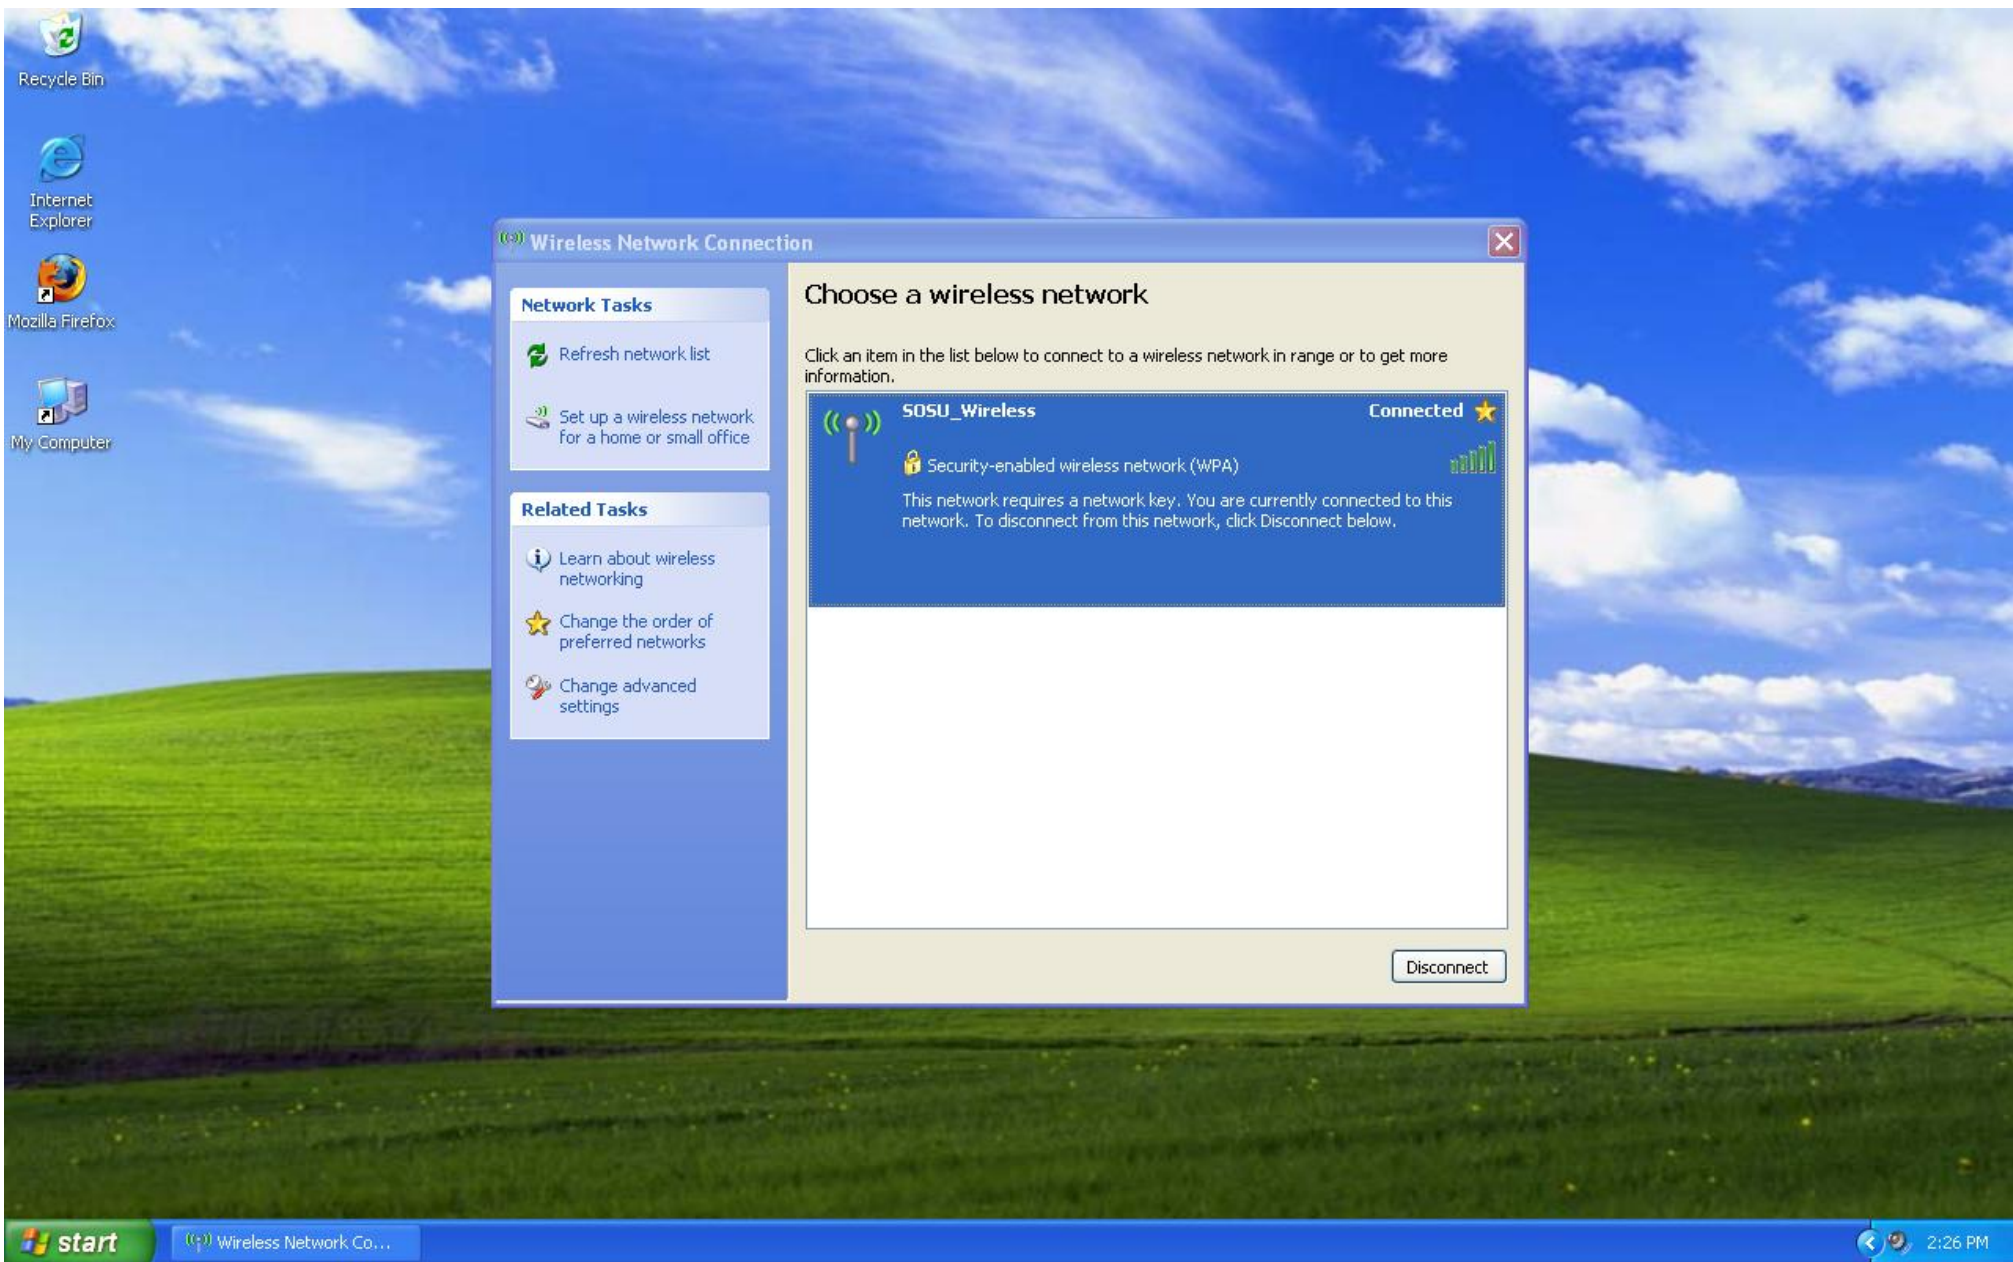 Recycle Bin
Internet
Explorer
Mozilla Firefox
My Computer
Wireless Network Connection
Network Tasks
Refresh network list
Set up a wireless network
for a home or small office
Related Tasks
Learn about wireless
networking
Change the order of
preferred networks
Change advanced
settings
Choose a wireless network
Click an item in the list below to connect to a wireless network in range or to get more
information.
SOSU_Wireless
Connected
Security-enabled wireless network (WPA)
This network requires a network key. You are currently connected to this
network. To disconnect from this network, click Disconnect below.
Disconnect
start
Wireless Network Co...
2:26 PM